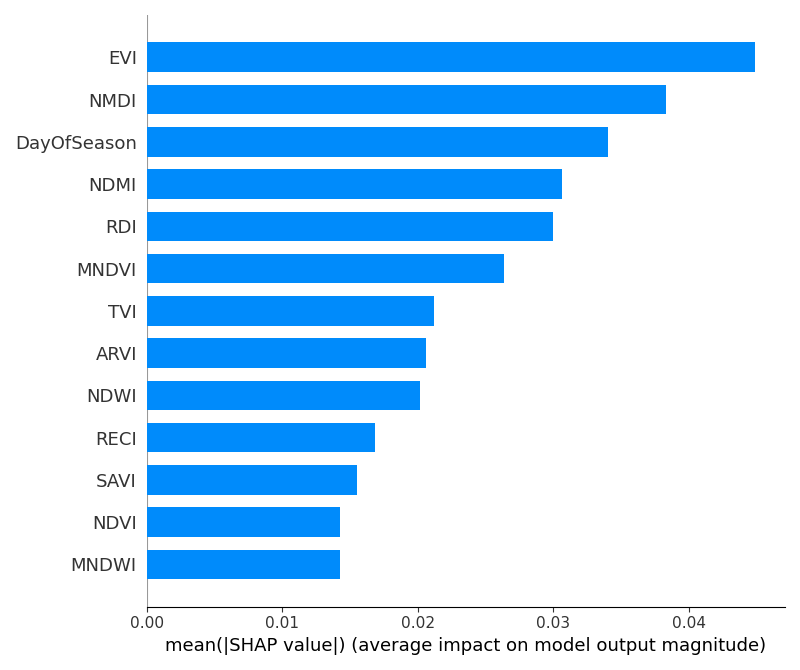 EVI
NMDI
DayOfSeason
NDMI
RDI
MNDVI
TVI
ARVI
NDWI
RECI
SAVI
NDVI
MNDWI
0.00 0.01 0.02 0.03 0.04
mean(|SHAP value|) (average impact on model output magnitude)